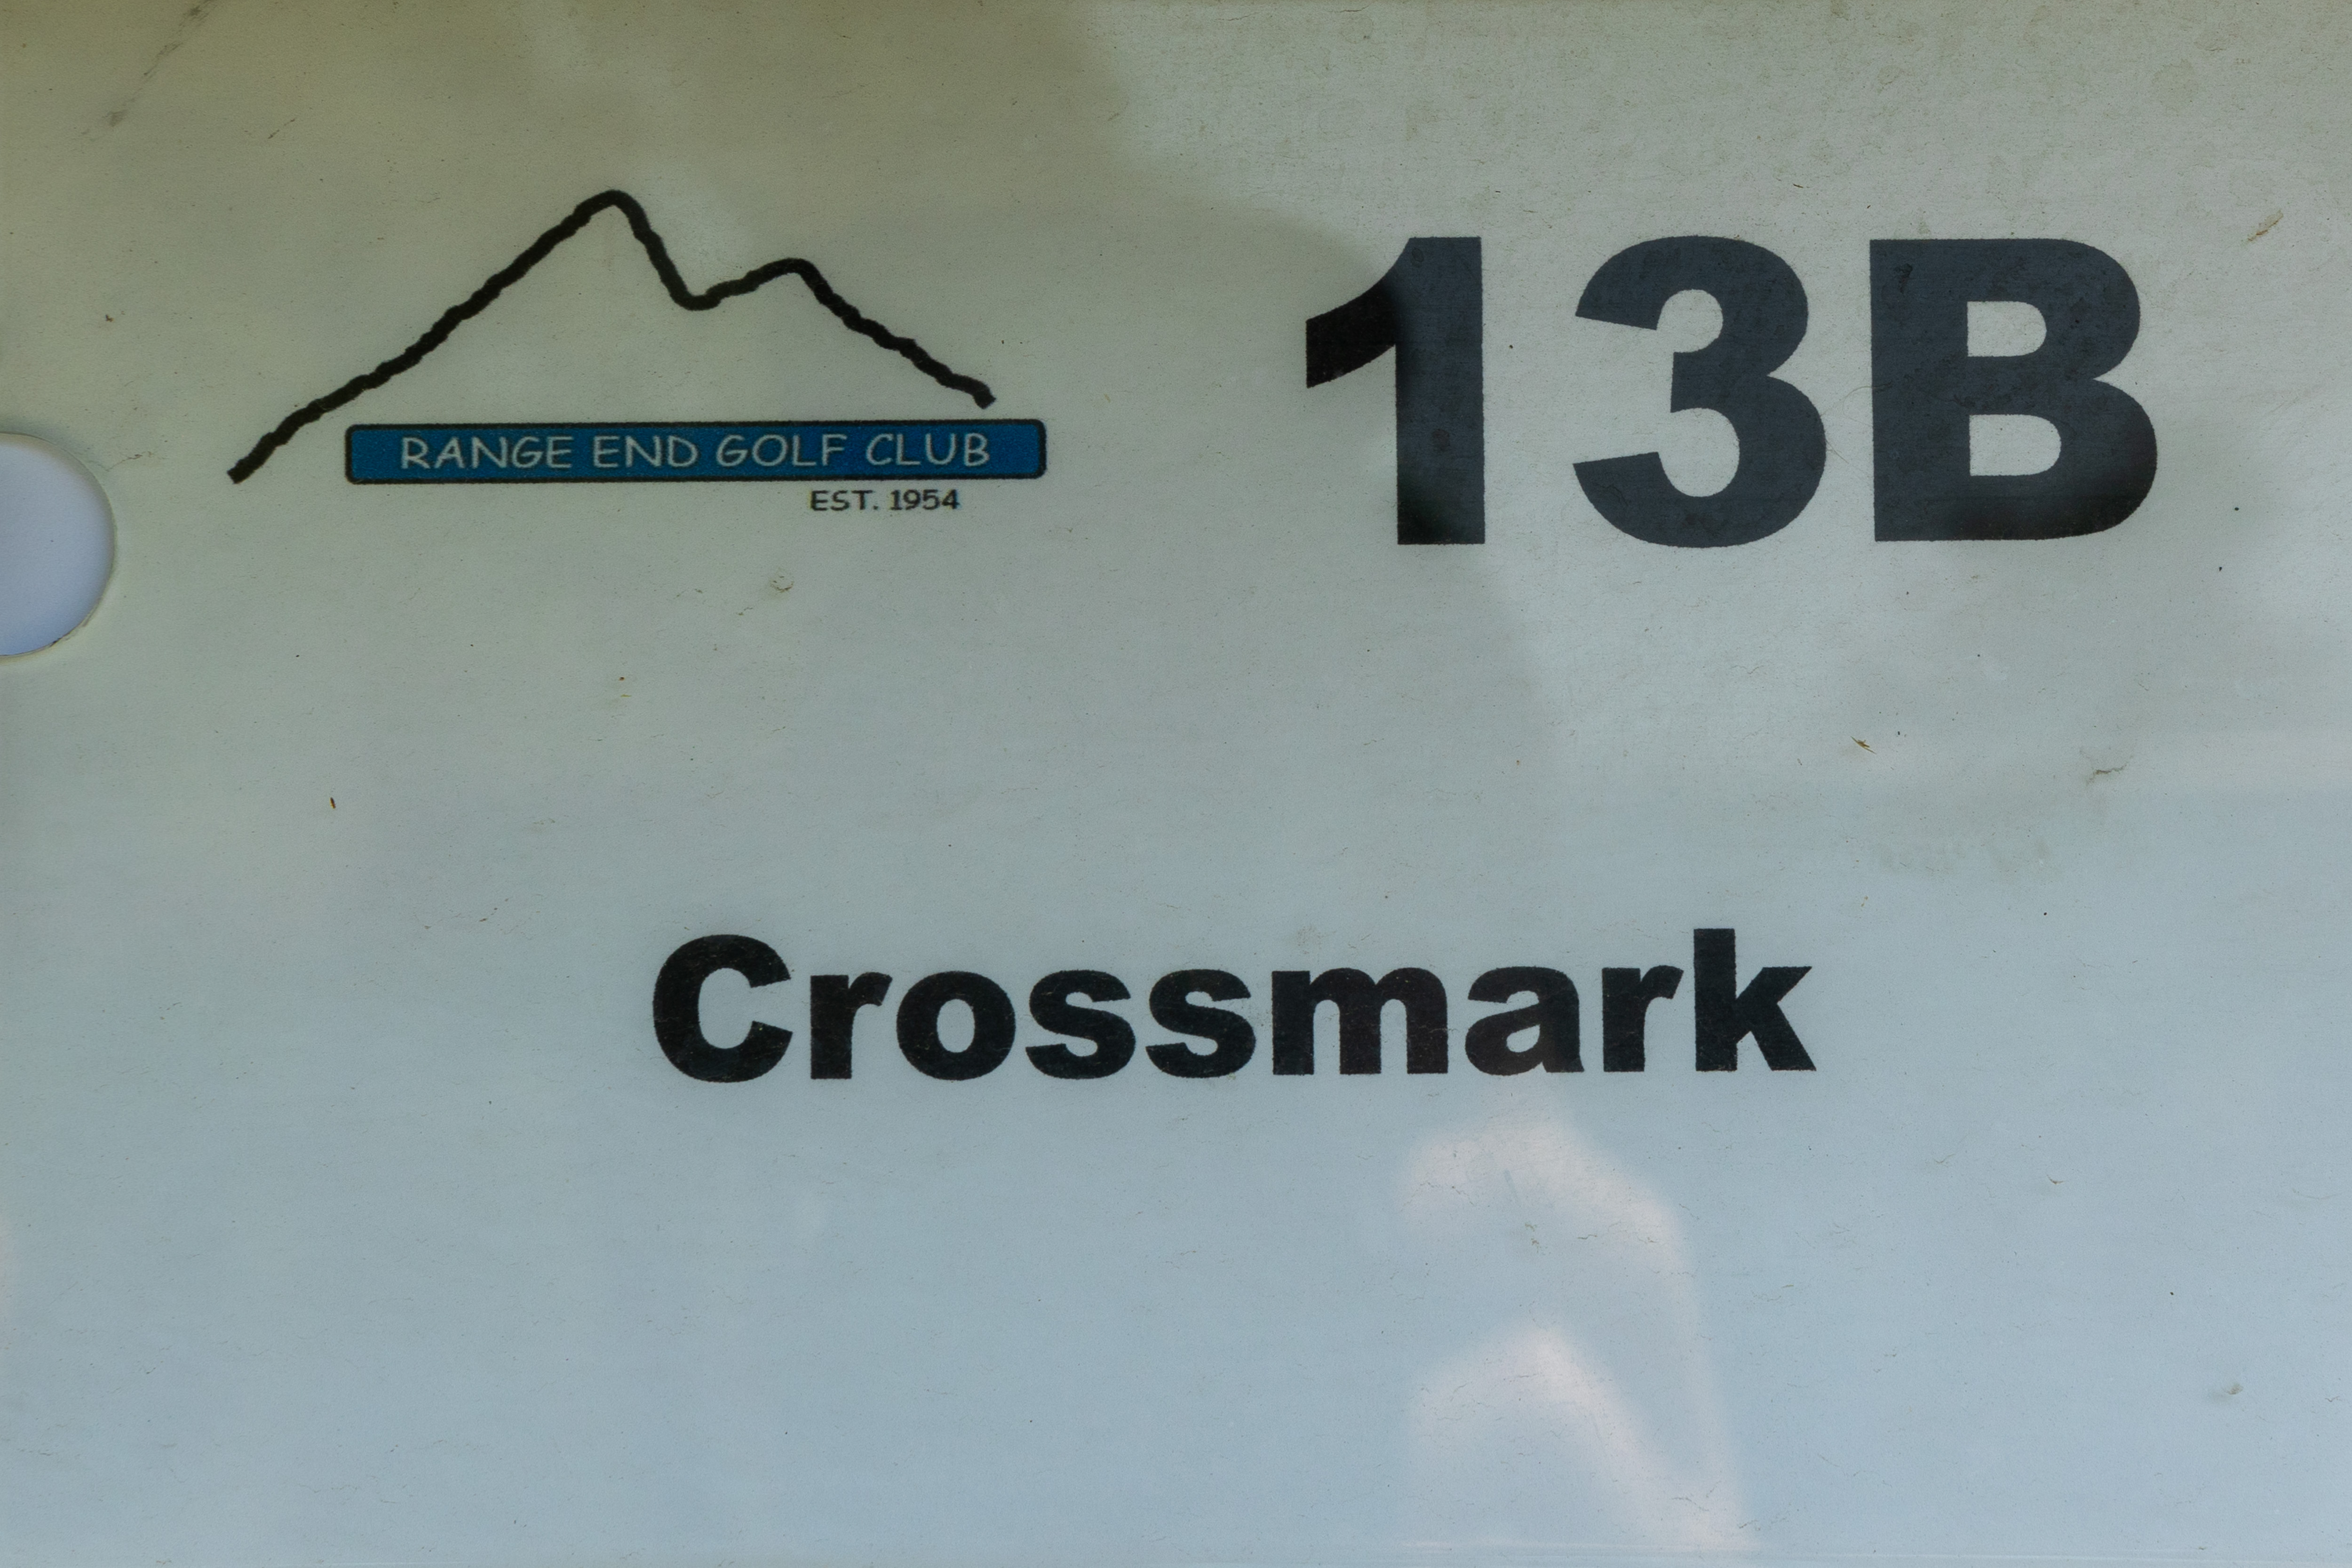 RANGE END GOLF CLUB
EST. 1954
13B
Crossmark